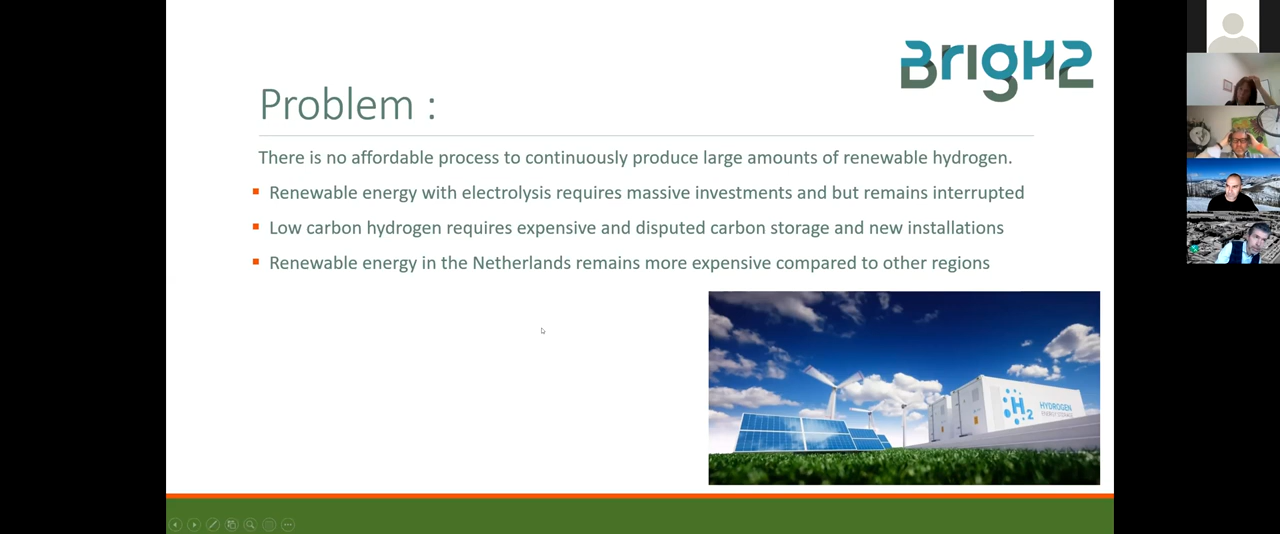 BrigH2
Problem :
There is no affordable process to continuously produce large amounts of renewable hydrogen.
Renewable energy with electrolysis requires massive investments and but remains interrupted
Low carbon hydrogen requires expensive and disputed carbon storage and new installations
Renewable energy in the Netherlands remains more expensive compared to other regions
H2
HYDROGEN
ENERGY STORAGE